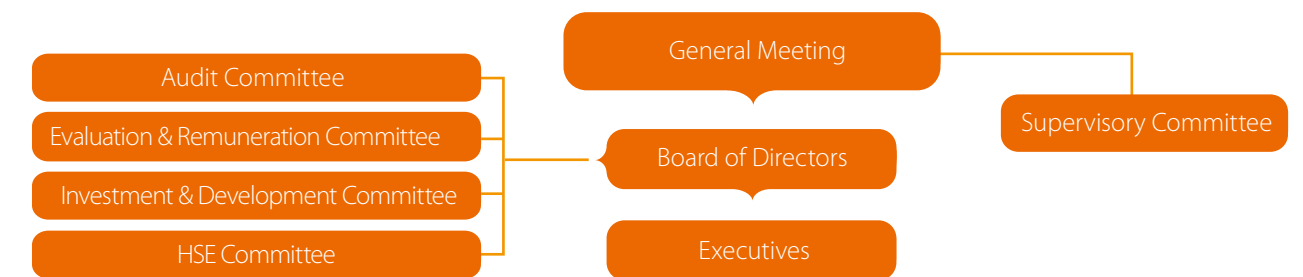 General Meeting
Audit Committee
Supervisory Committee
Evaluation & Remuneration Committee
Board of Directors
Investment & Development Committee
HSE Committee
Executives